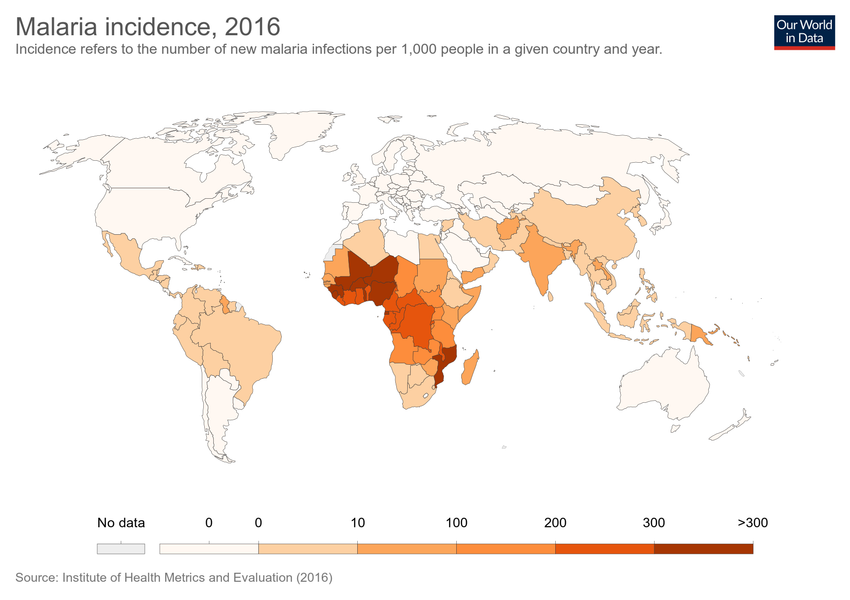 Malaria incidence, 2016
Incidence refers to the number of new malaria infections per 1,000 people in a given country and year.
Our World
in Data
No data
0
0
10
100
200
300
>300
Source: Institute of Health Metrics and Evaluation (2016)